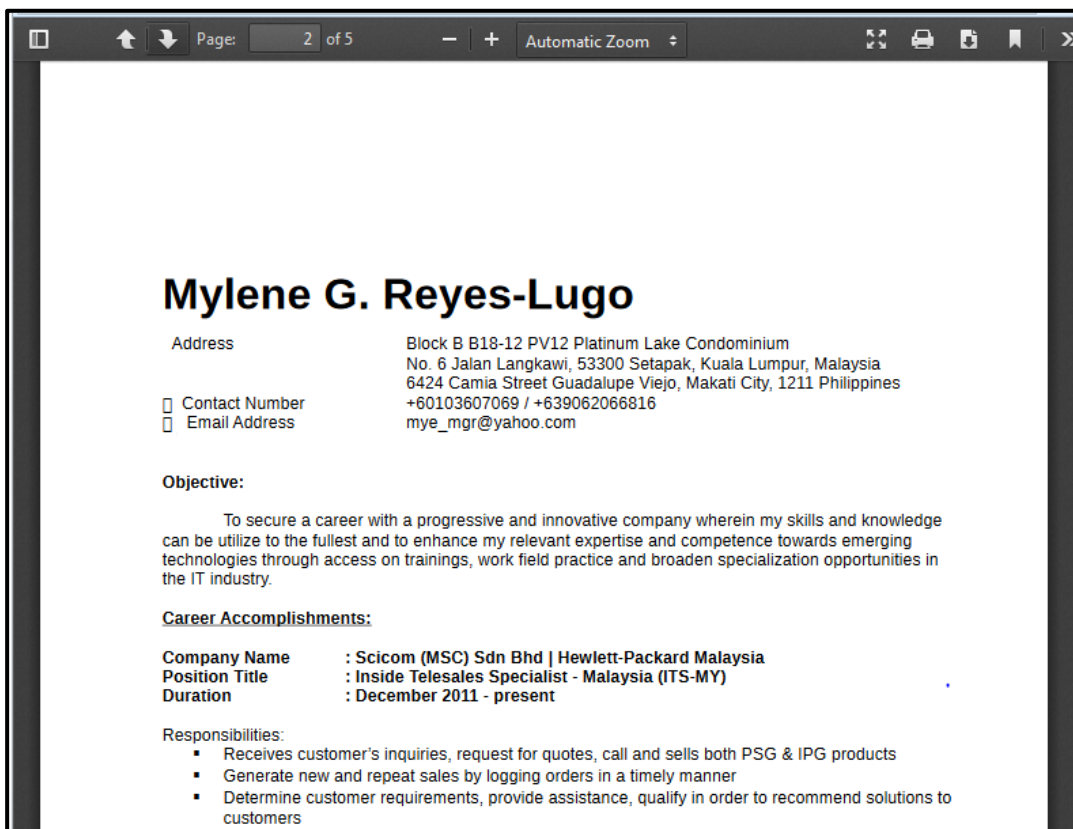 Page: 2 of 5 Automatic Zoom
Mylene G. Reyes-Lugo
Address Block B B18-12 PV12 Platinum Lake Condominium
No. 6 Jalan Langkawi, 53300 Setapak, Kuala Lumpur, Malaysia
6424 Camia Street Guadalupe Viejo, Makati City, 1211 Philippines
Contact Number +60103607069 / +639062066816
Email Address mye_mgr@yahoo.com
Objective:
To secure a career with a progressive and innovative company wherein my skills and knowledge
can be utilize to the fullest and to enhance my relevant expertise and competence towards emerging
technologies through access on trainings, work field practice and broaden specialization opportunities in
the IT industry.
Career Accomplishments:
Company Name : Scicom (MSC) Sdn Bhd | Hewlett-Packard Malaysia
Position Title : Inside Telesales Specialist - Malaysia (ITS-MY)
Duration : December 2011 - present
Responsibilities:
▪ Receives customer’s inquiries, request for quotes, call and sells both PSG & IPG products
▪ Generate new and repeat sales by logging orders in a timely manner
▪ Determine customer requirements, provide assistance, qualify in order to recommend solutions to
customers